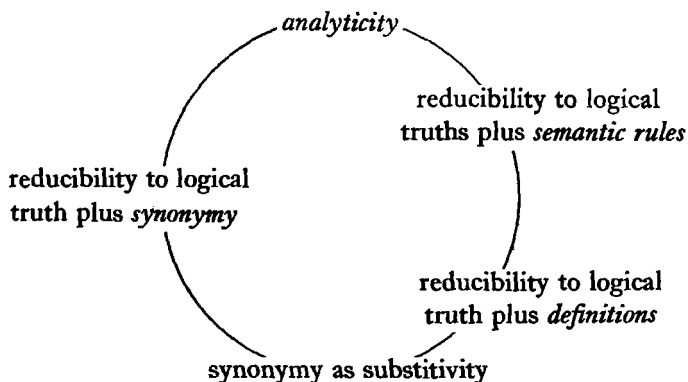 analyticity
reducibility to logical
truths plus semantic rules
reducibility to logical
truth plus synonymy
reducibility to logical
truth plus definitions
synonymy as substitivity